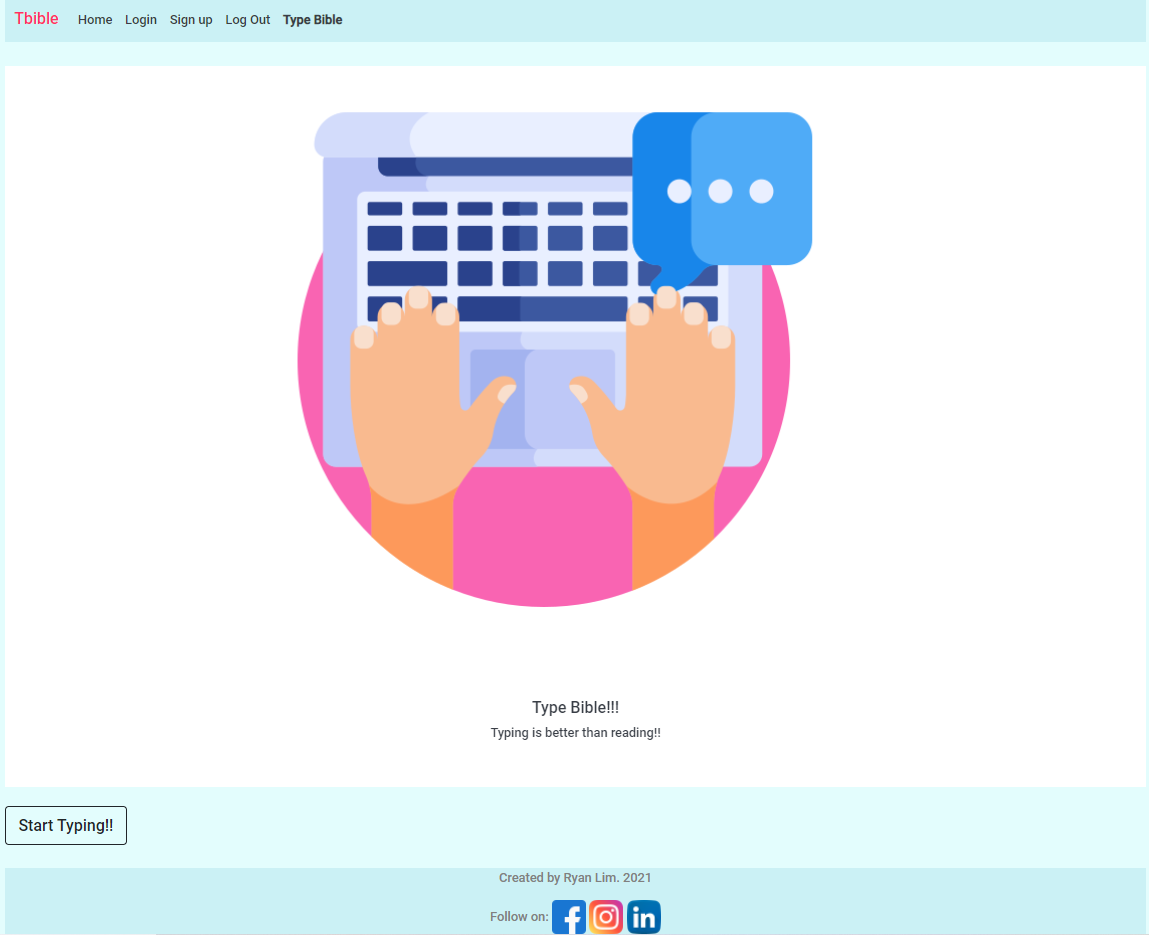 Tbible Home Login Sign up Log Out Type Bible
Type Bible!!!
Typing is better than reading!!
Start Typing!!
Created by Ryan Lim. 2021
Follow on:
in